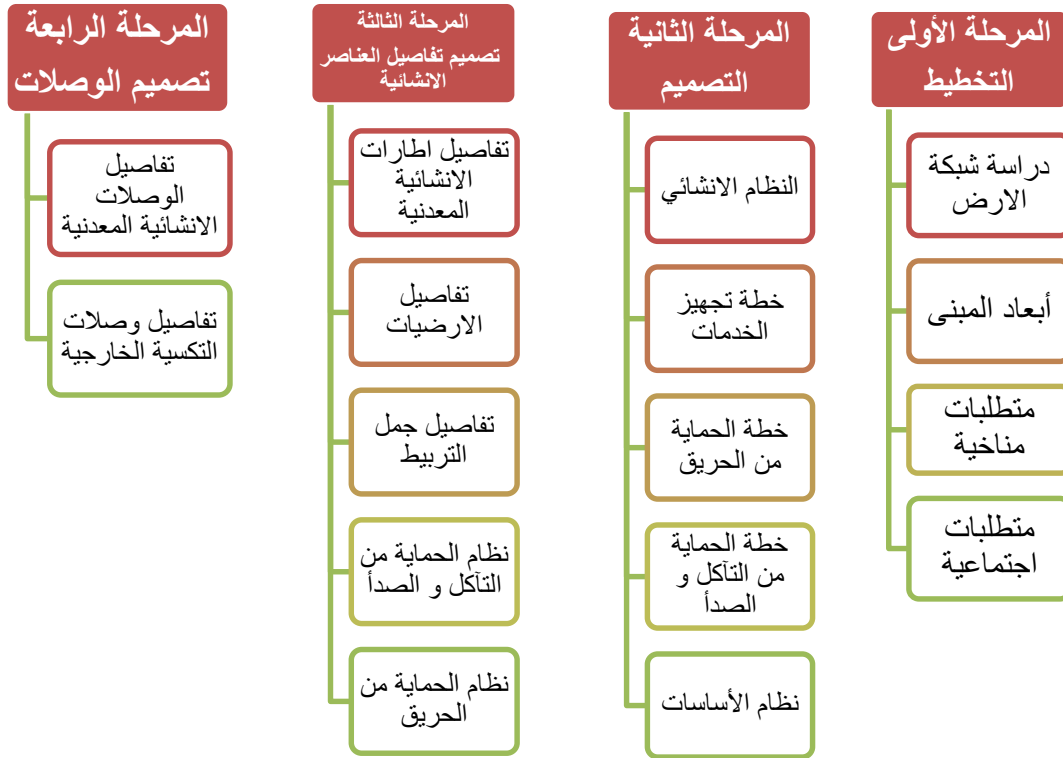 المرحلة الأولى
التخطيط
دراسة شبكة
الارض
أبعاد المبنى
متطلبات
مناخية
متطلبات
اجتماعية
المرحلة الثانية
التصميم
النظام الانشائي
خطة تجهيز
الخدمات
خطة الحماية
من الحريق
خطة الحماية
من التآكل و
الصدأ
نظام الأساسات
المرحلة الثالثة
تصميم تفاصيل العناصر
الانشائية
تفاصيل اطارات
الانشائية
المعدنية
تفاصيل
الارضيات
تفاصيل جمل
التربيط
نظام الحماية من
التآكل و الصدأ
نظام الحماية من
الحريق
المرحلة الرابعة
تصميم الوصلات
تفاصيل
الوصلات
الانشائية المعدنية
تفاصيل وصلات
التكسية الخارجية